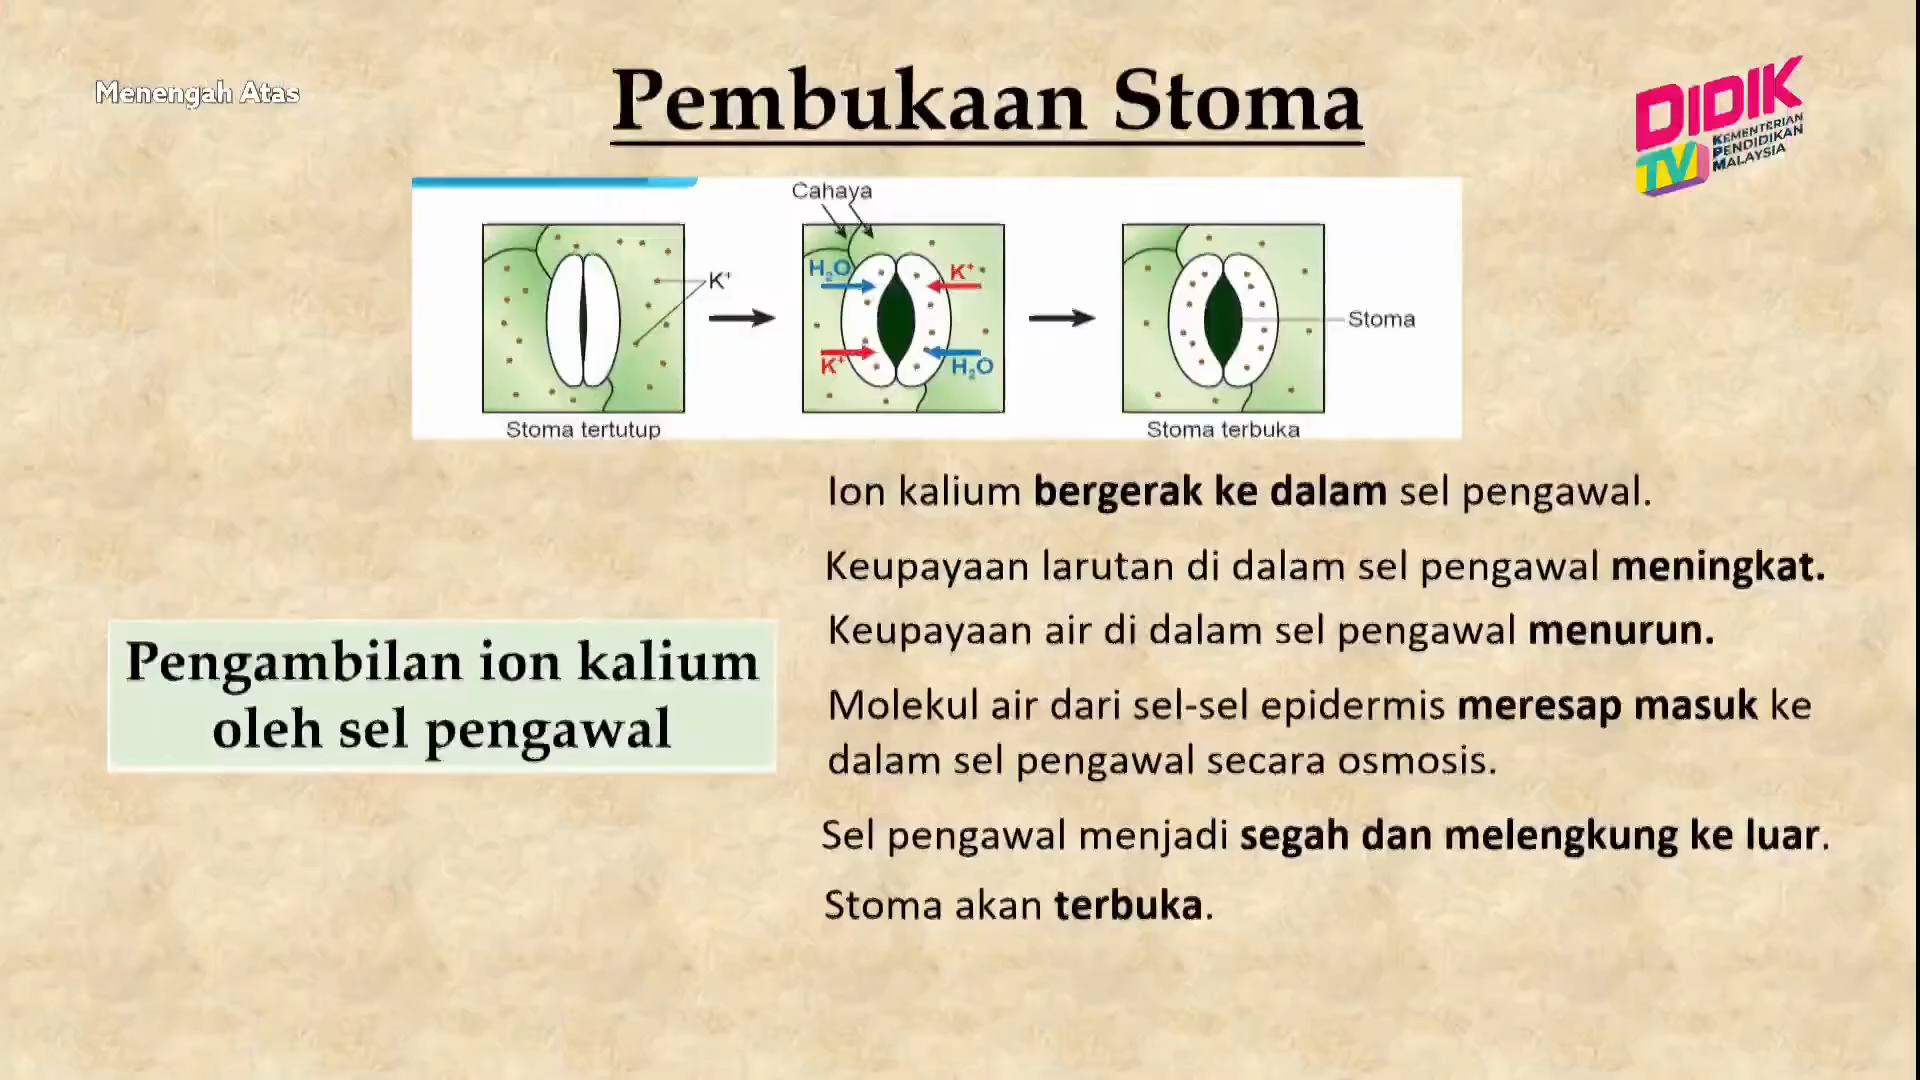 Menengah Atas
Pembukaan Stoma
DIDIK
TV
KEMENTERIAN
PENDIDIKAN
MALAYSIA
Cahaya
H₂O
K⁺
K⁺
K⁺
H₂O
Stoma
Stoma tertutup
Stoma terbuka
Ion kalium bergerak ke dalam sel pengawal.
Keupayaan larutan di dalam sel pengawal meningkat.
Keupayaan air di dalam sel pengawal menurun.
Pengambilan ion kalium
oleh sel pengawal
Molekul air dari sel-sel epidermis meresap masuk ke
dalam sel pengawal secara osmosis.
Sel pengawal menjadi segah dan melengkung ke luar.
Stoma akan terbuka.